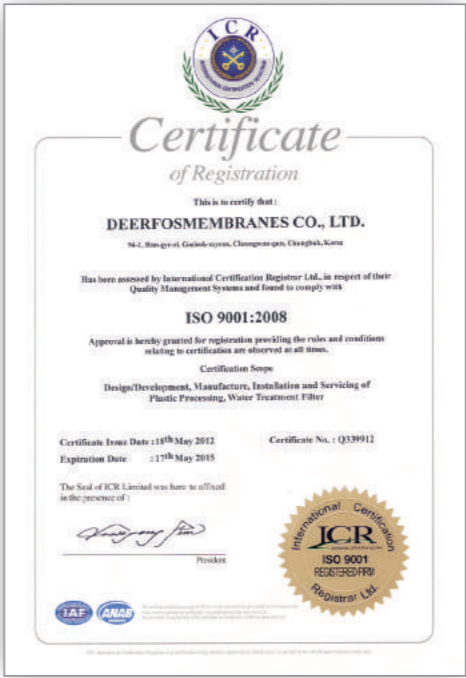 ICR
INTERNATIONAL CERTIFICATION REGISTRAR
Certificate
of Registration
This is to certify that :
DEERFOSMEMBRANES CO., LTD.
Korea
Has been assessed by International Certification Registrar Ltd., in respect of their
Quality Management Systems and found to comply with
ISO 9001:2008
Approval is hereby granted for registration providing the rules and conditions
relating to certification are observed at all times.
Certification Scope
Design/Development, Manufacture, Installation and Servicing of
Plastic Processing, Water Treatment Filter
Certificate Issue Date : 18th May 2012
Certificate No. : Q339912
Expiration Date : 17th May 2015
The Seal of ICR Limited was here to affixed
in the presence of :
President
International Certification
ICR
ISO 9001
REGISTERED FIRM
Registrar Ltd.
IAF
ANAB